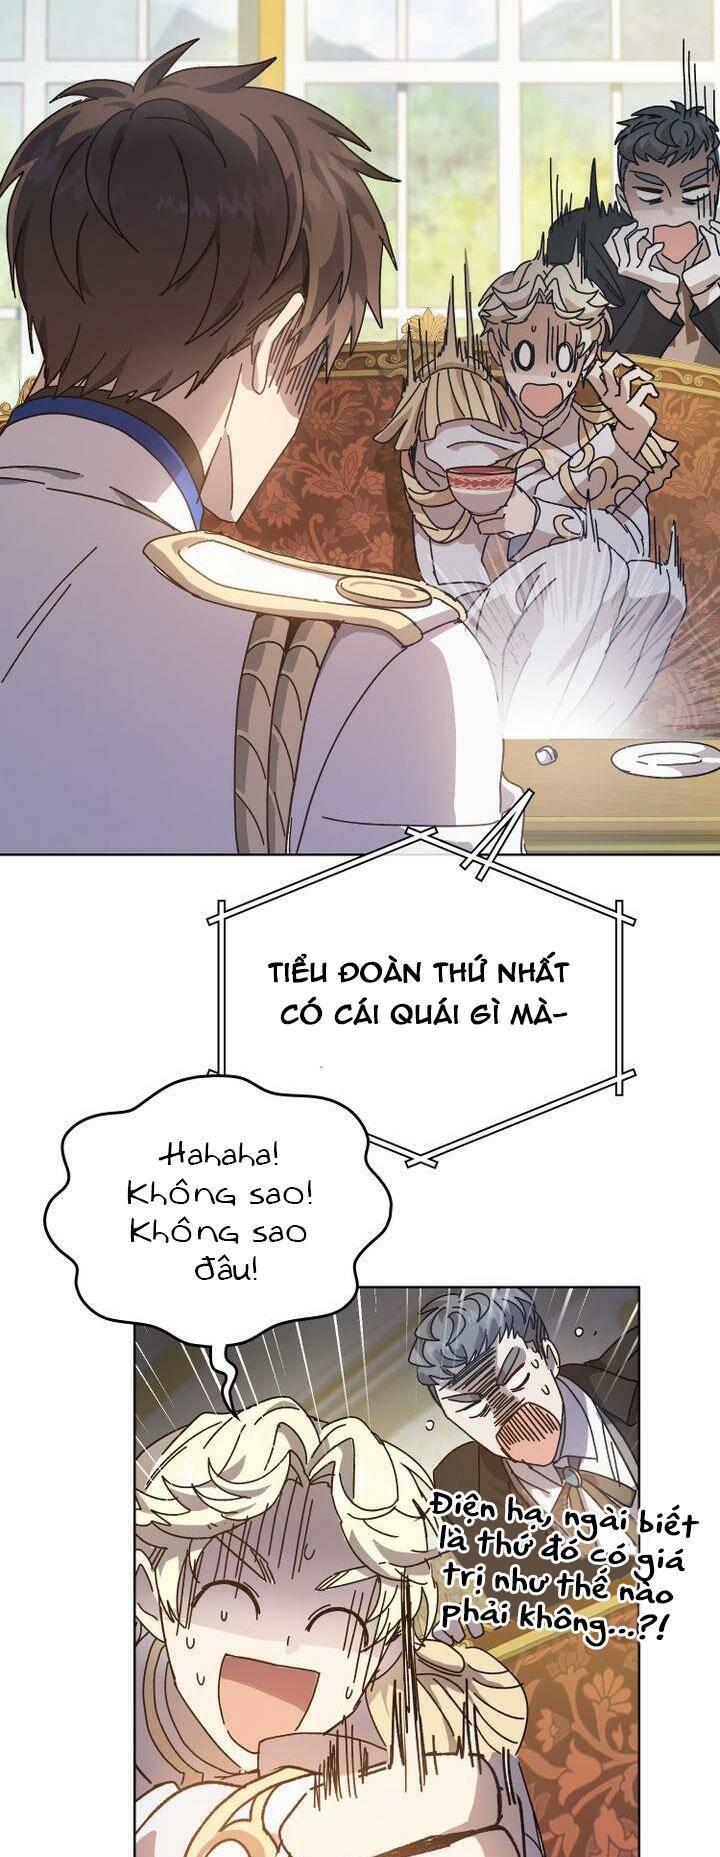 TIỂU ĐOÀN THỨ NHẤT
CÓ CÁI QUÁI GÌ MÀ-
Hahaha!
Không sao!
Không sao
đâu!
Điện hạ, ngài biết
là thứ đó có giá
trị như thế nào
phải không...?!